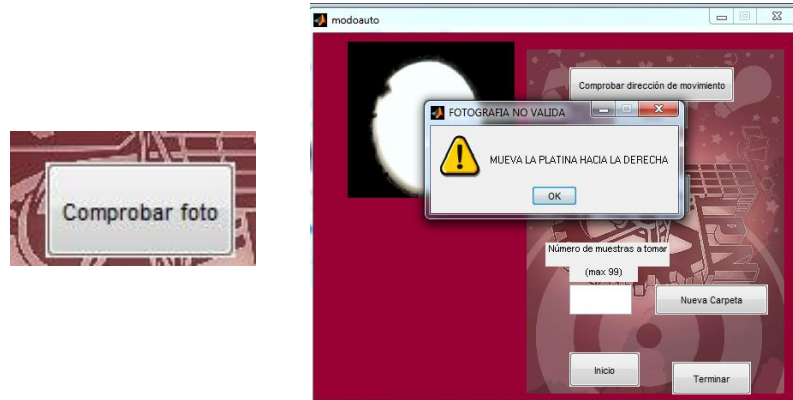 Comprobar foto
modoauto
Comprobar dirección de movimiento
FOTOGRAFIA NO VALIDA
MUEVA LA PLATINA HACIA LA DERECHA
OK
Número de muestras a tomar
(max 99)
Nueva Carpeta
Inicio
Terminar